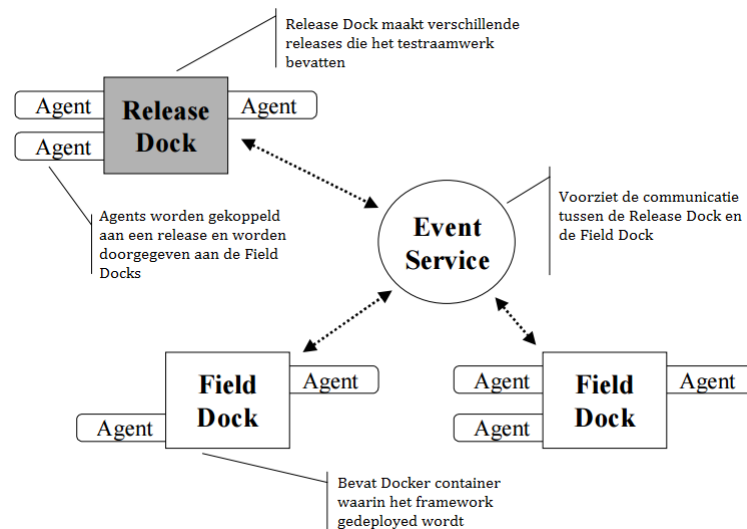 Release Dock maakt verschillende
releases die het testraamwerk
bevatten
Agent
Release
Dock
Agent
Agent
Agents worden gekoppeld
aan een release en worden
doorgegeven aan de Field
Docks
Event
Service
Voorziet de communicatie
tussen de Release Dock en
de Field Dock
Field
Dock
Agent
Agent
Agent
Field
Dock
Agent
Agent
Bevat Docker container
waarin het framework
gedeployed wordt